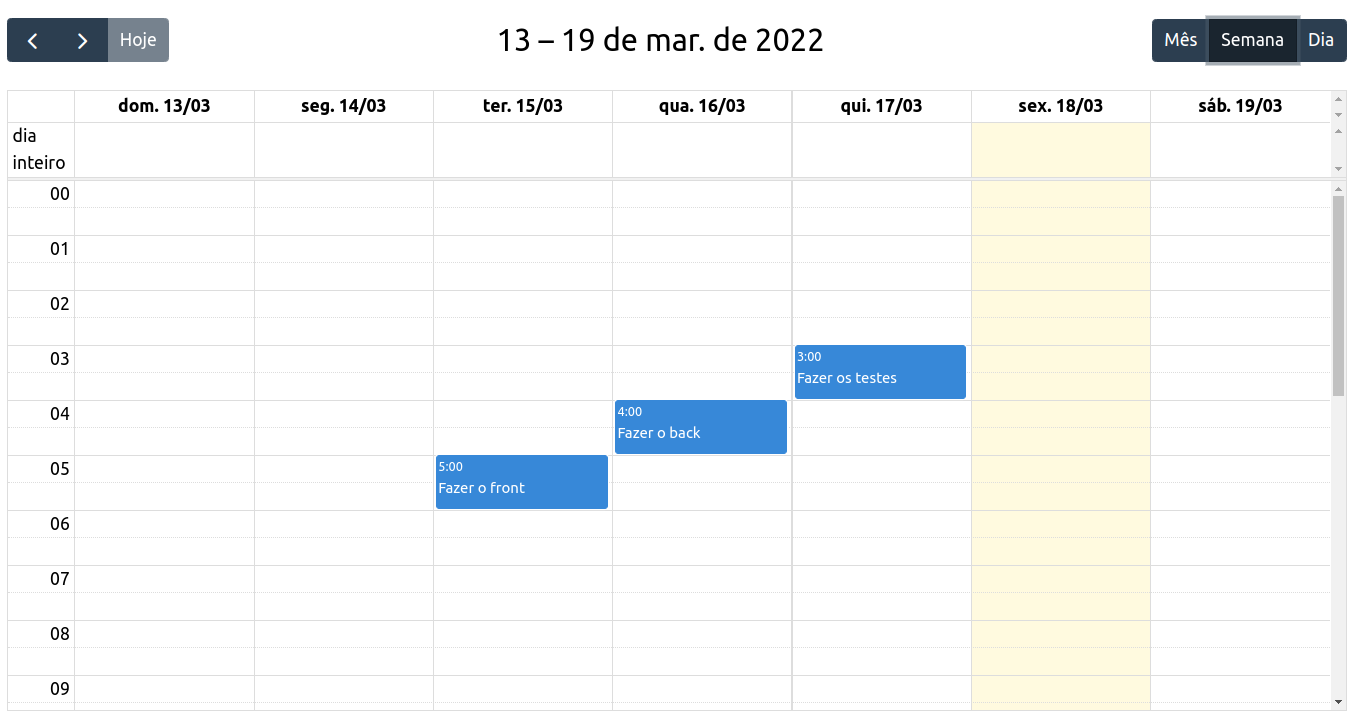 Hoje
13 – 19 de mar. de 2022
Mês Semana Dia
dom. 13/03 seg. 14/03 ter. 15/03 qua. 16/03 qui. 17/03 sex. 18/03 sáb. 19/03
dia
inteiro
00
01
02
03
3:00
Fazer os testes
04
4:00
Fazer o back
05
5:00
Fazer o front
06
07
08
09